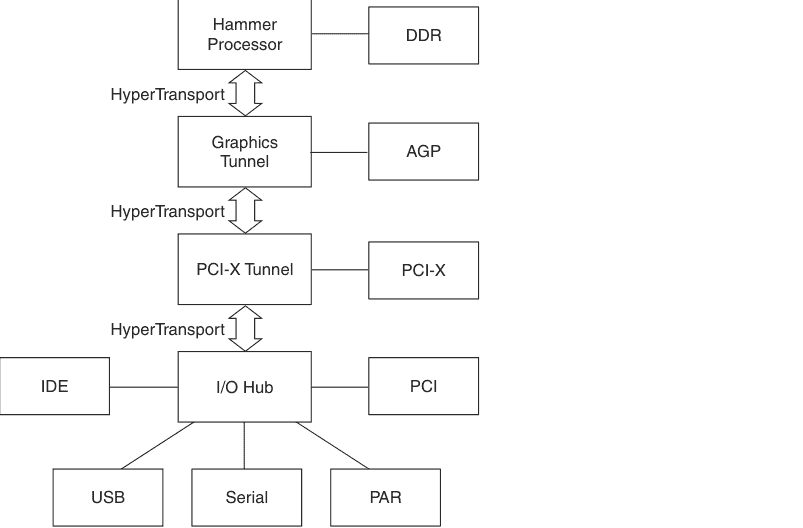 Hammer
Processor
DDR
HyperTransport
Graphics
Tunnel
AGP
HyperTransport
PCI-X Tunnel
PCI-X
HyperTransport
IDE
I/O Hub
PCI
USB
Serial
PAR